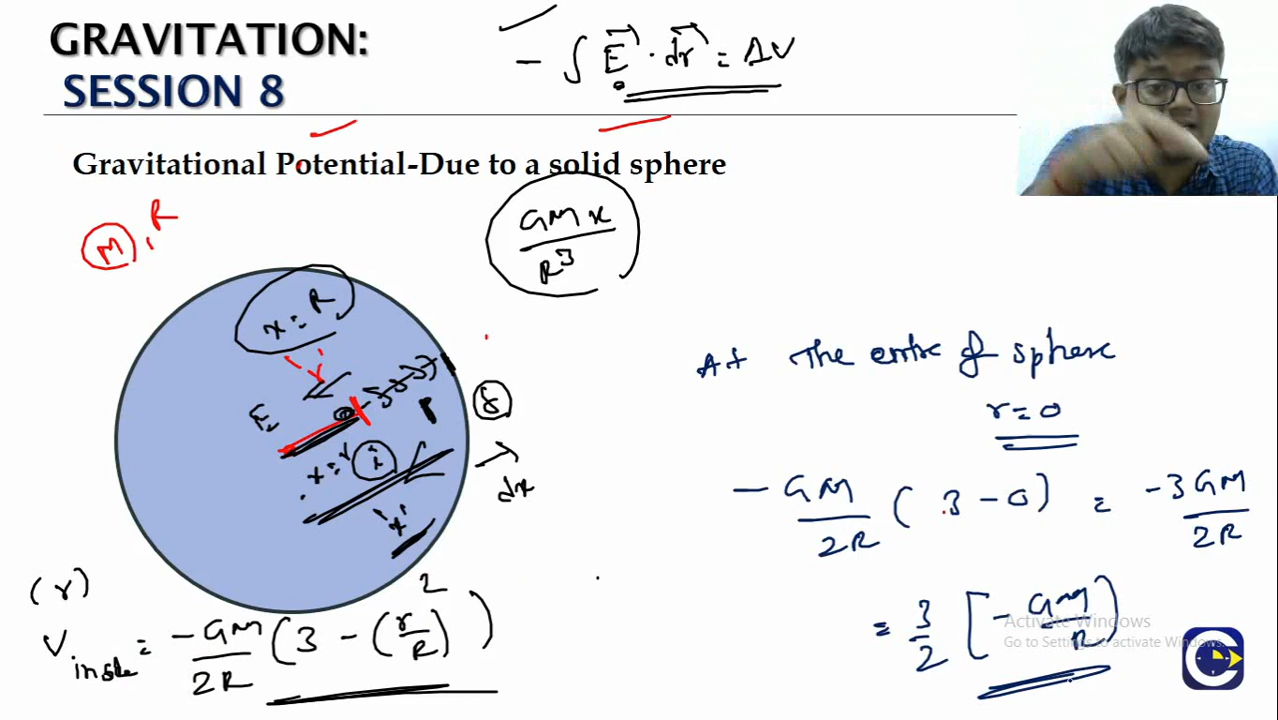 GRAVITATION:
SESSION 8
- ∫ E · dr = ΔV
Gravitational Potential-Due to a solid sphere
M, R
GMx
R³
x = R
'r'
E
f
x = r
i
dx
'x'
At the centre of sphere
r = 0
-GM/2R (3 - 0) = -3GM/2R
= 3/2 [-GM/R]
(r)
V inside = -GM/2R (3 - (r/R)²)
Activate Windows
Go to Settings to activate Windows.